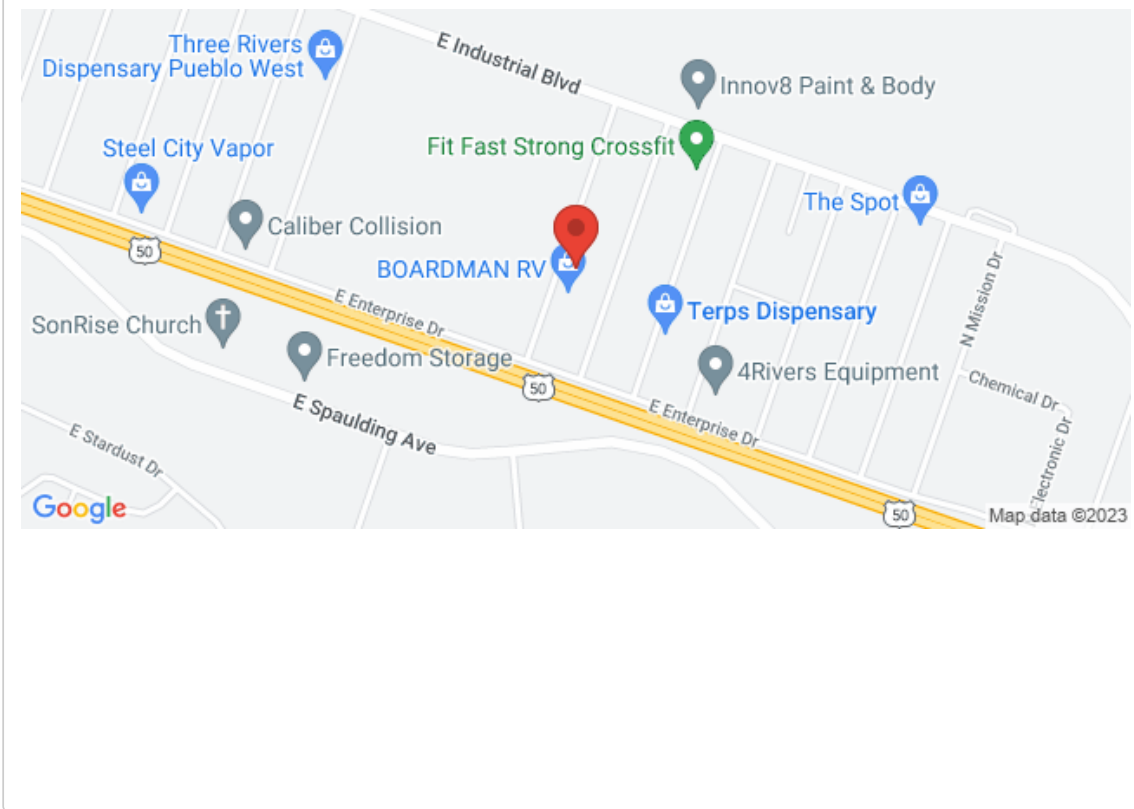 E Industrial Blvd
Three Rivers
Dispensary Pueblo West
Innov8 Paint & Body
Fit Fast Strong Crossfit
Steel City Vapor
The Spot
Caliber Collision
50
BOARDMAN RV
N Mission Dr
E Enterprise Dr
SonRise Church
Terps Dispensary
Freedom Storage
4Rivers Equipment
50
Chemical Dr
E Spaulding Ave
E Enterprise Dr
E Stardust Dr
Electronic Dr
Google
50
Map data ©2023